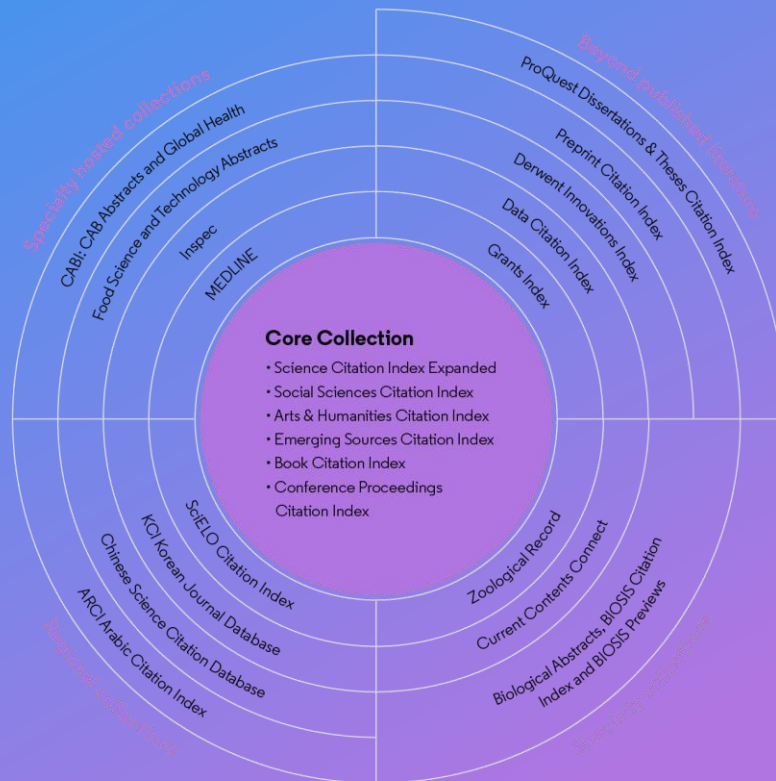 Specialty hosted collections
CABI: CAB Abstracts and Global Health
Food Science and Technology Abstracts
Inspec
MEDLINE
Beyond published literature
ProQuest Dissertations & Theses Citation Index
Preprint Citation Index
Derwent Innovations Index
Data Citation Index
Grants Index
Core Collection
• Science Citation Index Expanded
• Social Sciences Citation Index
• Arts & Humanities Citation Index
• Emerging Sources Citation Index
• Book Citation Index
• Conference Proceedings
Citation Index
SciELO Citation Index
KCI Korean Journal Database
Chinese Science Citation Database
ARCI Arabic Citation Index
Regional
Zoological Record
Current Contents Connect
Biological Abstracts, BIOSIS Citation
Index and BIOSIS Previews
Specialty